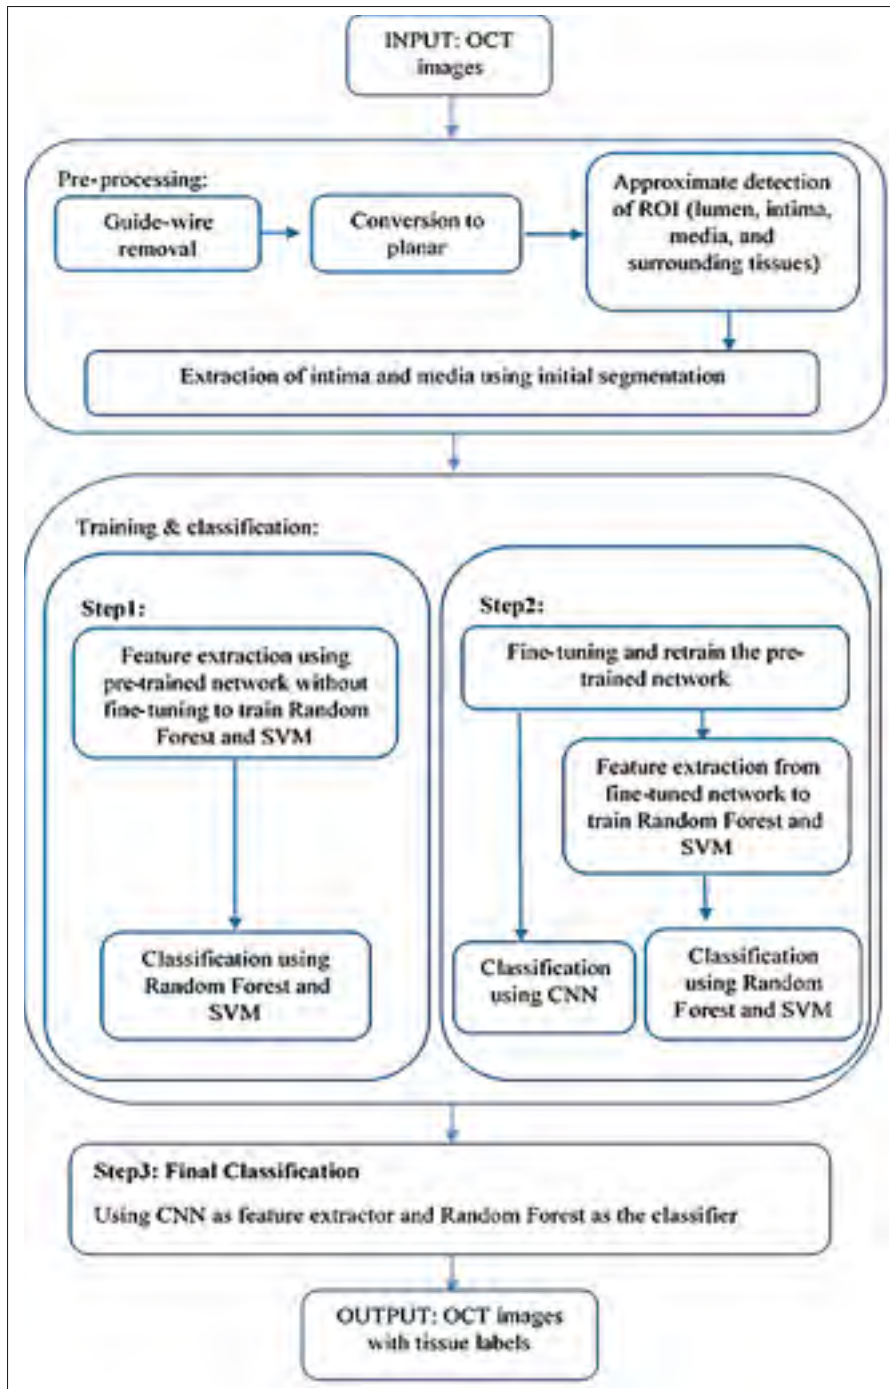 INPUT: OCT
images
Pre-processing:
Guide-wire
removal
Conversion to
planar
Approximate detection
of ROI (lumen, intima,
media, and
surrounding tissues)
Extraction of intima and media using initial segmentation
Training & classification:
Step1:
Feature extraction using
pre-trained network without
fine-tuning to train Random
Forest and SVM
Classification using
Random Forest and
SVM
Step2:
Fine-tuning and retrain the pre-
trained network
Feature extraction from
fine-tuned network to
train Random Forest and
SVM
Classification
using CNN
Classification
using Random
Forest and SVM
Step3: Final Classification
Using CNN as feature extractor and Random Forest as the classifier
OUTPUT: OCT images
with tissue labels